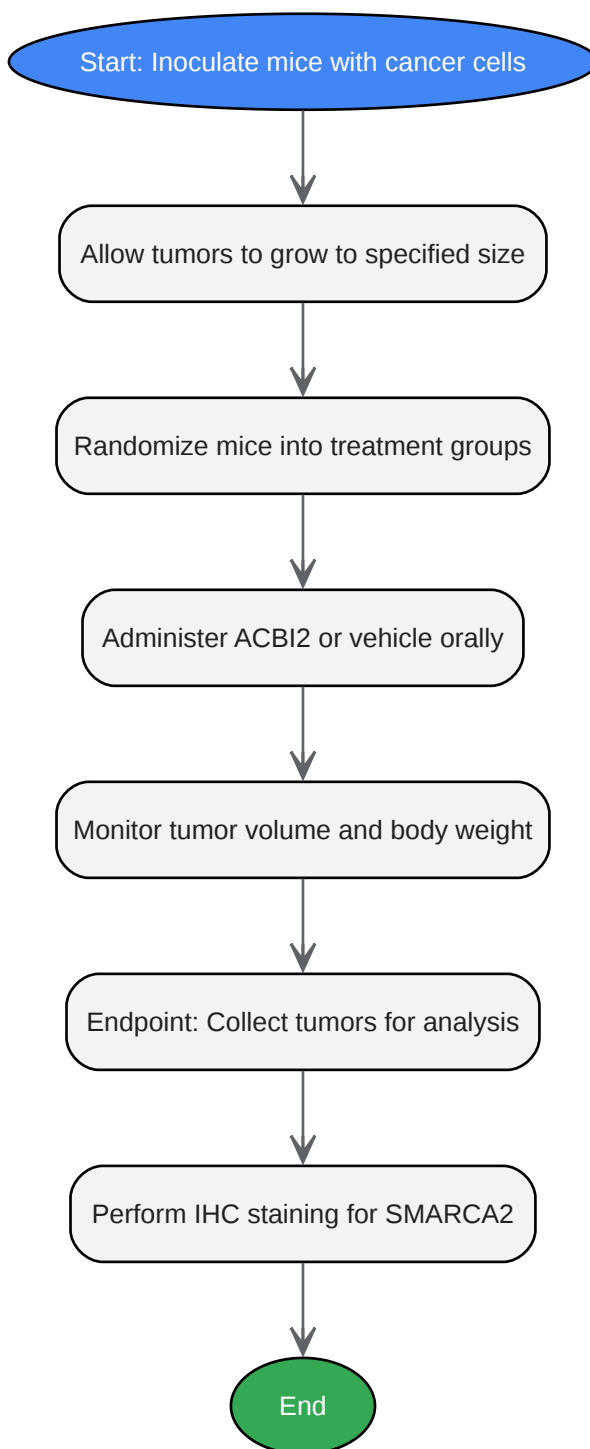 Start: Inoculate mice with cancer cells
Allow tumors to grow to specified size
Randomize mice into treatment groups
Administer ACBI2 or vehicle orally
Monitor tumor volume and body weight
Endpoint: Collect tumors for analysis
Perform IHC staining for SMARCA2
End